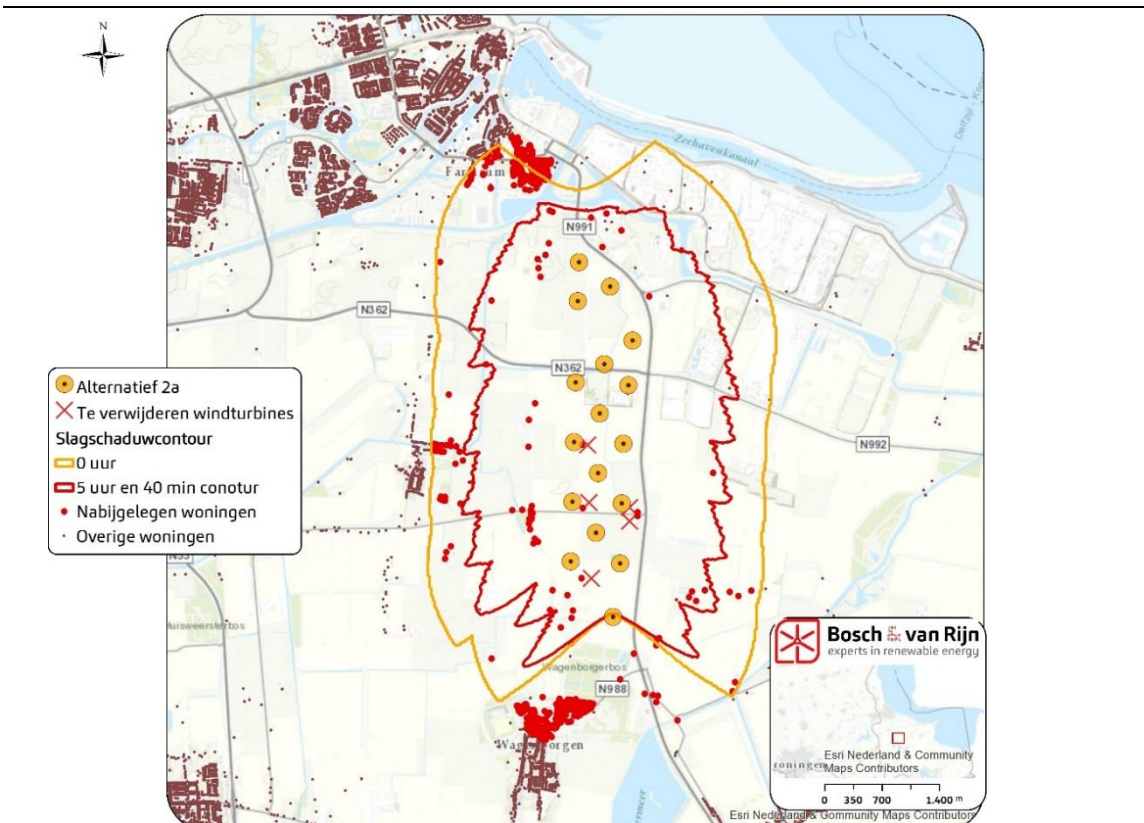 N
Zeehavenkanaal
N991
N362
N362
N992
Alternatief 2a
Te verwijderen windturbines
Slagschaduwcontour
0 uur
5 uur en 40 min conotur
Nabijgelegen woningen
Overige woningen
N33
N988
Bosch & van Rijn
experts in renewable energy
Esri Nederland & Community
Maps Contributors
0 350 700 1.400 m
Esri Nederland & Community Maps Contributors